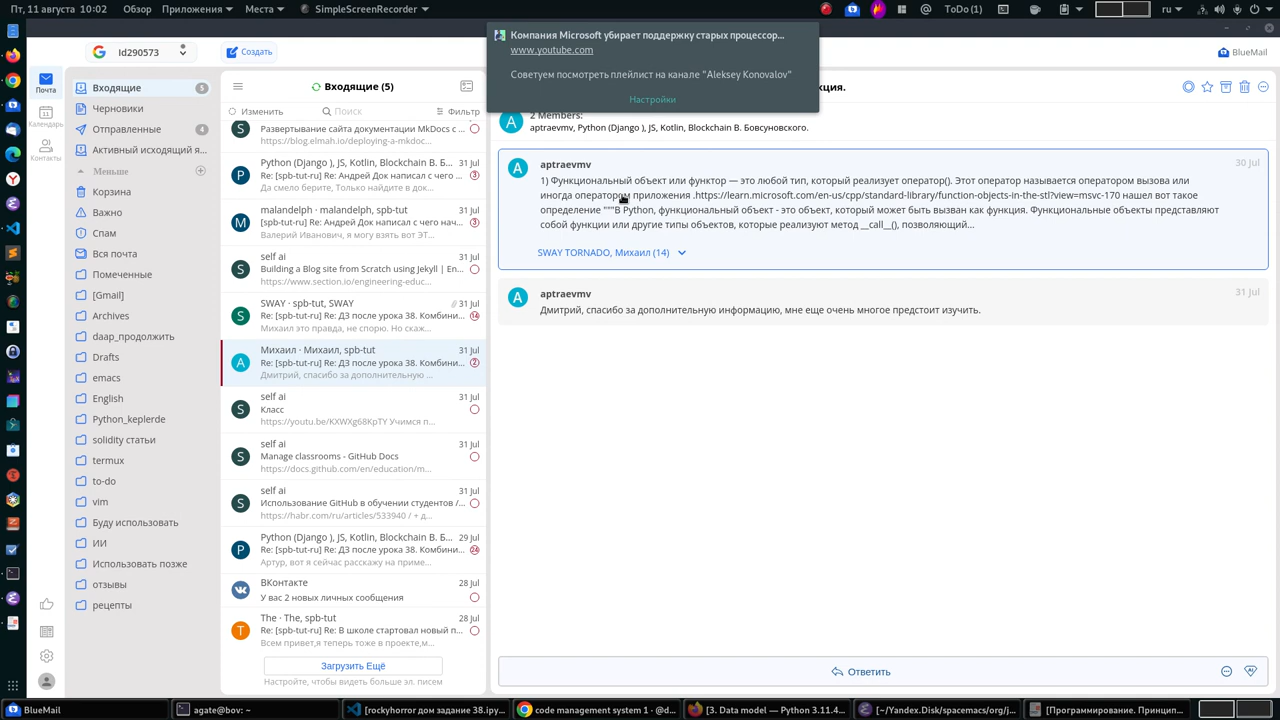 Пт, 11 августа 10:02 Обзор Приложения Места SimpleScreenRecorder ToDo ru
Id290573
Создать
Компания Microsoft убирает поддержку старых процессор...
www.youtube.com
Советуем посмотреть плейлист на канале "Aleksey Konovalov"
Настройки
BlueMail
Почта
11
Календарь
Контакты
Входящие 5
Черновики
Отправленные 4
Активный исходящий я...
Меньше
Корзина
Важно
Спам
Вся почта
Помеченные
[Gmail]
Archives
daap_продолжить
Drafts
emacs
English
Python_keplerde
solidity статьи
termux
to-do
vim
Буду использовать
ИИ
Использовать позже
отзывы
рецепты
Входящие (5)
Изменить Поиск Фильтр
S Развертывание сайта документации MkDocs с ...
https://blog.elmah.io/deploying-a-mkdoc...
P Python (Django ), JS, Kotlin, Blockchain В. Б... 31 Jul
Re: [spb-tut] Re: Андрей Док написал с чего ... 3
Да смело берите, Только найдите в док...
M malandelph · malandelph, spb-tut 31 Jul
[spb-tut] Re: Андрей Док написал с чего нач... 3
Валерий Иванович, я могу взять вот ЭТ...
S self ai 31 Jul
Building a Blog site from Scratch using Jekyll | En...
https://www.section.io/engineering-educ...
S SWAY · spb-tut, SWAY 31 Jul
Re: [spb-tut] Re: ДЗ после урока 38. Комбини... 14
Михаил это правда, не спорю. Но скаж...
A Михаил · Михаил, spb-tut 31 Jul
Re: [spb-tut-ru] Re: ДЗ после урока 38. Комбини... 2
Дмитрий, спасибо за дополнительную ...
S self ai 31 Jul
Класс
https://youtu.be/KXWXg68KpTY Учимся п...
S self ai 31 Jul
Manage classrooms - GitHub Docs
https://docs.github.com/en/education/m...
S self ai 31 Jul
Использование GitHub в обучении студентов /...
https://habr.com/ru/articles/533940 / + д...
P Python (Django ), JS, Kotlin, Blockchain В. Б... 29 Jul
Re: [spb-tut-ru] Re: ДЗ после урока 38. Комбини... 24
Артур, вот я сейчас расскажу на приме...
ВКонтакте 28 Jul
У вас 2 новых личных сообщения
T The · The, spb-tut 28 Jul
Re: [spb-tut-ru] Re: В школе стартовал новый п...
Всем привет,я теперь тоже в проекте,м...
Загрузить Ещё
Настройте, чтобы видеть больше эл. писем
кция.
A 2 Members:
aptraevmv, Python (Django ), JS, Kotlin, Blockchain В. Бовсуновского.
A aptraevmv 30 Jul
1) Функциональный объект или функтор — это любой тип, который реализует operator(). Этот оператор называется оператором вызова или
иногда оператором приложения .https://learn.microsoft.com/en-us/cpp/standard-library/function-objects-in-the-stl?view=msvc-170 нашел вот такое
определение """В Python, функциональный объект - это объект, который может быть вызван как функция. Функциональные объекты представляют
собой функции или другие типы объектов, которые реализуют метод __call__(), позволяющий...
SWAY TORNADO, Михаил (14)
A aptraevmv 31 Jul
Дмитрий, спасибо за дополнительную информацию, мне еще очень многое предстоит изучить.
Ответить
BlueMail
agate@bov: ~
[rockyhorror дом задание 38.ipy...
code management system 1 · @d...
[3. Data model — Python 3.11.4...
[~/Yandex.Disk/spacemacs/org/j...
[Программирование. Принцип...